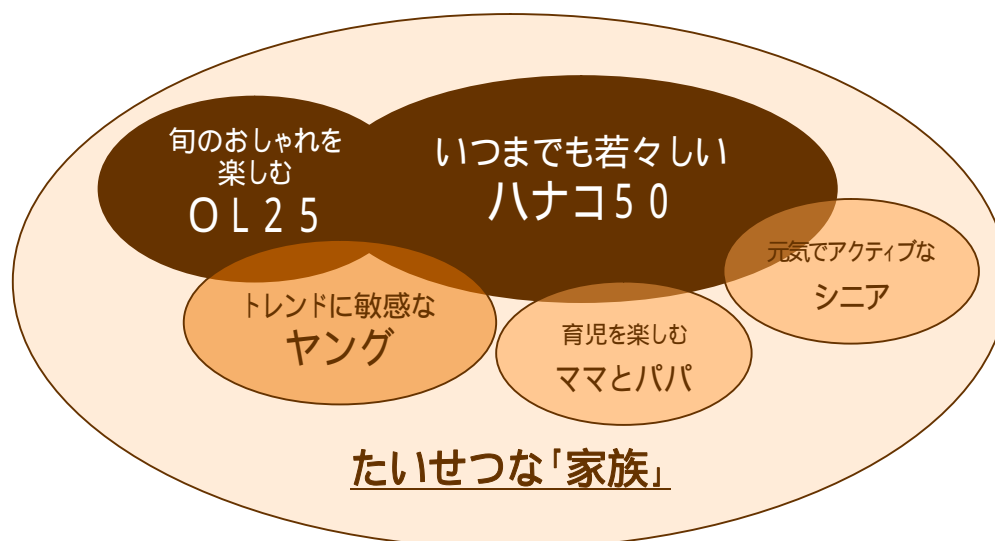 旬のおしゃれを
楽しむ
ＯＬ２５
いつまでも若々しい
ハナコ５０
元気でアクティブな
シニア
トレンドに敏感な
ヤング
育児を楽しむ
ママとパパ
たいせつな「家族」